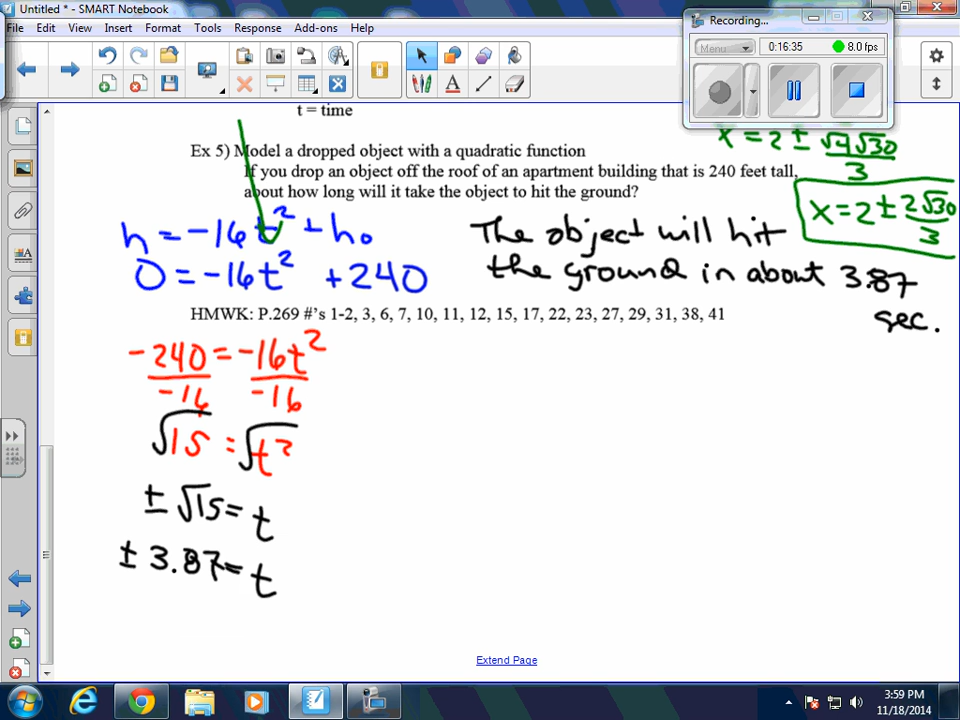 Untitled * - SMART Notebook
File Edit View Insert Format Tools Response Add-ons Help
Recording...
Menu
0:16:35
8.0 fps
t = time
x = 2 ± √4√30
3
Ex 5) Model a dropped object with a quadratic function
If you drop an object off the roof of an apartment building that is 240 feet tall,
about how long will it take the object to hit the ground?
x = 2 ± 2√30
3
h = -16t² + h₀
0 = -16t² + 240
The object will hit
the ground in about 3.87
sec.
HMWK: P.269 #'s 1-2, 3, 6, 7, 10, 11, 12, 15, 17, 22, 23, 27, 29, 31, 38, 41
-240 = -16t²
-16 -16
√15 = √t²
± √15 = t
± 3.87 = t
Extend Page
3:59 PM
11/18/2014